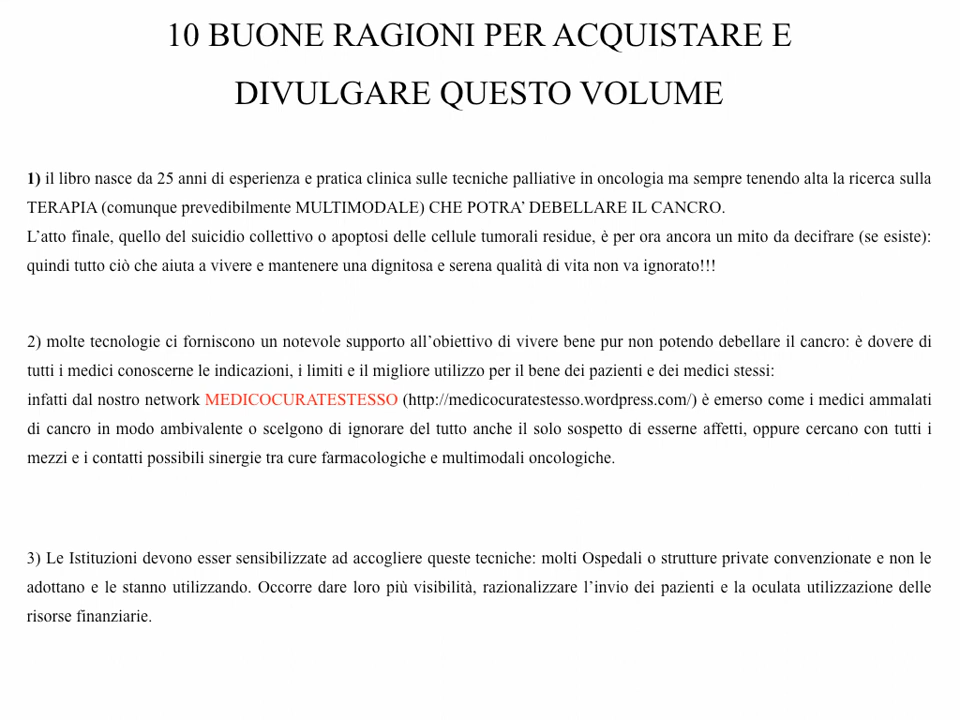 10 BUONE RAGIONI PER ACQUISTARE E
DIVULGARE QUESTO VOLUME
1) il libro nasce da 25 anni di esperienza e pratica clinica sulle tecniche palliative in oncologia ma sempre tenendo alta la ricerca sulla
TERAPIA (comunque prevedibilmente MULTIMODALE) CHE POTRA’ DEBELLARE IL CANCRO.
L’atto finale, quello del suicidio collettivo o apoptosi delle cellule tumorali residue, è per ora ancora un mito da decifrare (se esiste):
quindi tutto ciò che aiuta a vivere e mantenere una dignitosa e serena qualità di vita non va ignorato!!!
2) molte tecnologie ci forniscono un notevole supporto all’obiettivo di vivere bene pur non potendo debellare il cancro: è dovere di
tutti i medici conoscerne le indicazioni, i limiti e il migliore utilizzo per il bene dei pazienti e dei medici stessi:
infatti dal nostro network MEDICOCURATESTESSO (http://medicocuratestesso.wordpress.com/) è emerso come i medici ammalati
di cancro in modo ambivalente o scelgono di ignorare del tutto anche il solo sospetto di esserne affetti, oppure cercano con tutti i
mezzi e i contatti possibili sinergie tra cure farmacologiche e multimodali oncologiche.
3) Le Istituzioni devono esser sensibilizzate ad accogliere queste tecniche: molti Ospedali o strutture private convenzionate e non le
adottano e le stanno utilizzando. Occorre dare loro più visibilità, razionalizzare l’invio dei pazienti e la oculata utilizzazione delle
risorse finanziarie.